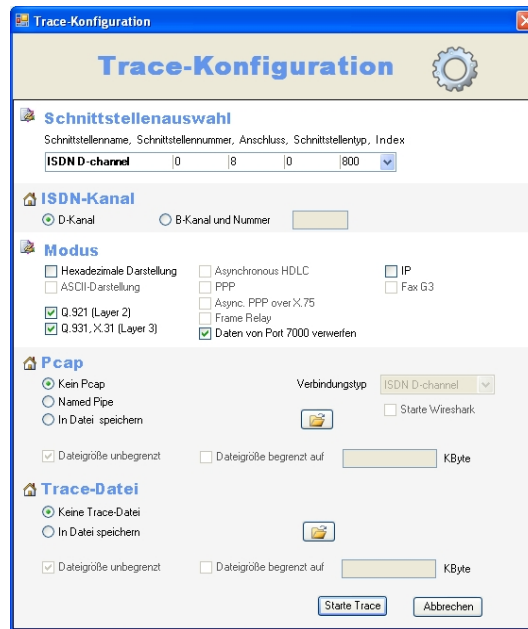 Trace-Konfiguration
Trace-Konfiguration
Schnittstellenauswahl
Schnittstellenname, Schnittstellennummer, Anschluss, Schnittstellentyp, Index
ISDN D-channel 0 8 0 800
ISDN-Kanal
D-Kanal B-Kanal und Nummer
Modus
Hexadezimale Darstellung Asynchronous HDLC IP
ASCII-Darstellung PPP Fax G3
Async. PPP over X.75
Q.921 (Layer 2) Frame Relay
Q.931, X.31 (Layer 3) Daten von Port 7000 verwerfen
Pcap
Kein Pcap Verbindungstyp ISDN D-channel
Named Pipe Starte Wireshark
In Datei speichern
Dateigröße unbegrenzt Dateigröße begrenzt auf KByte
Trace-Datei
Keine Trace-Datei
In Datei speichern
Dateigröße unbegrenzt Dateigröße begrenzt auf KByte
Starte Trace Abbrechen